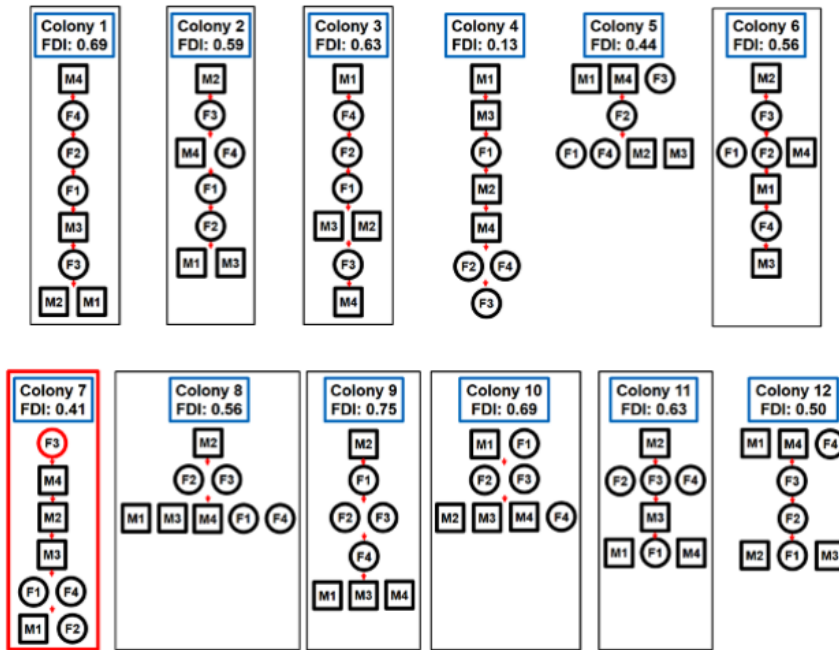 Colony 1
FDI: 0.69
M4
F4
F2
F1
M3
F3
M2 M1
Colony 2
FDI: 0.59
M2
F3
M4 F4
F1
F2
M1 M3
Colony 3
FDI: 0.63
M1
F4
F2
F1
M3 M2
F3
M4
Colony 4
FDI: 0.13
M1
M3
F1
M2
M4
F2 F4
F3
Colony 5
FDI: 0.44
M1 M4 F3
F2
F1 F4 M2 M3
Colony 6
FDI: 0.56
M2
F3
F1 F2 M4
M1
F4
M3
Colony 7
FDI: 0.41
F3
M4
M2
M3
F1 F4
M1 F2
Colony 8
FDI: 0.56
M2
F2 F3
M1 M3 M4 F1 F4
Colony 9
FDI: 0.75
M2
F1
F2 F3
F4
M1 M3 M4
Colony 10
FDI: 0.69
M1 F1
F2 F3
M2 M3 M4 F4
Colony 11
FDI: 0.63
M2
F2 F3 F4
M3
M1 F1 M4
Colony 12
FDI: 0.50
M1 M4 F4
F3
F2
M2 F1 M3